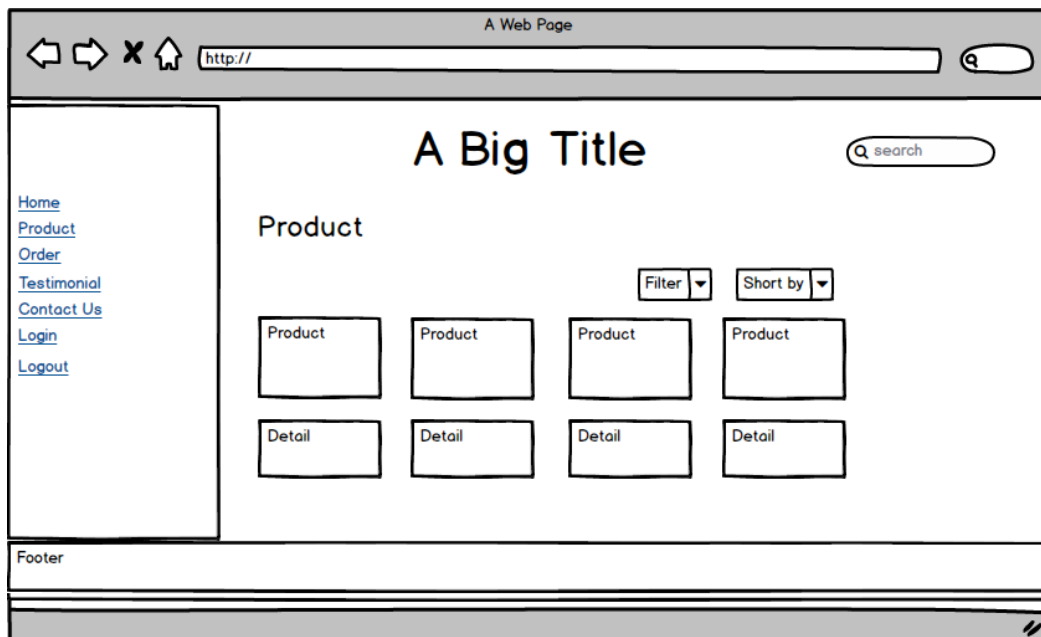 A Web Page
http://
A Big Title
search
Home
Product
Order
Testimonial
Contact Us
Login
Logout
Product
Filter
Short by
Product
Product
Product
Product
Detail
Detail
Detail
Detail
Footer